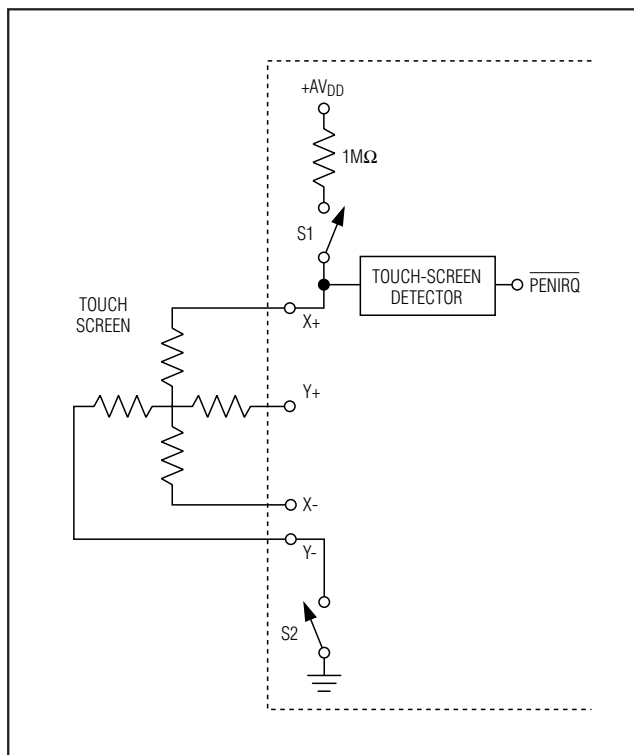 +AVDD
1MΩ
S1
TOUCH-SCREEN
DETECTOR
PENIRQ
TOUCH
SCREEN
X+
Y+
X-
Y-
S2